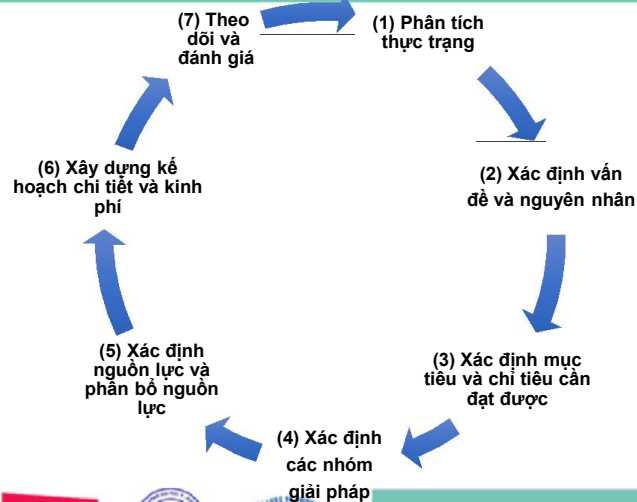 (1) Phân tích
thực trạng
(2) Xác định vấn
đề và nguyên nhân
(3) Xác định mục
tiêu và chỉ tiêu cần
đạt được
(4) Xác định
các nhóm
giải pháp
(5) Xác định
nguồn lực và
phân bổ nguồn
lực
(6) Xây dựng kế
hoạch chi tiết và kinh
phí
(7) Theo
dõi và
đánh giá